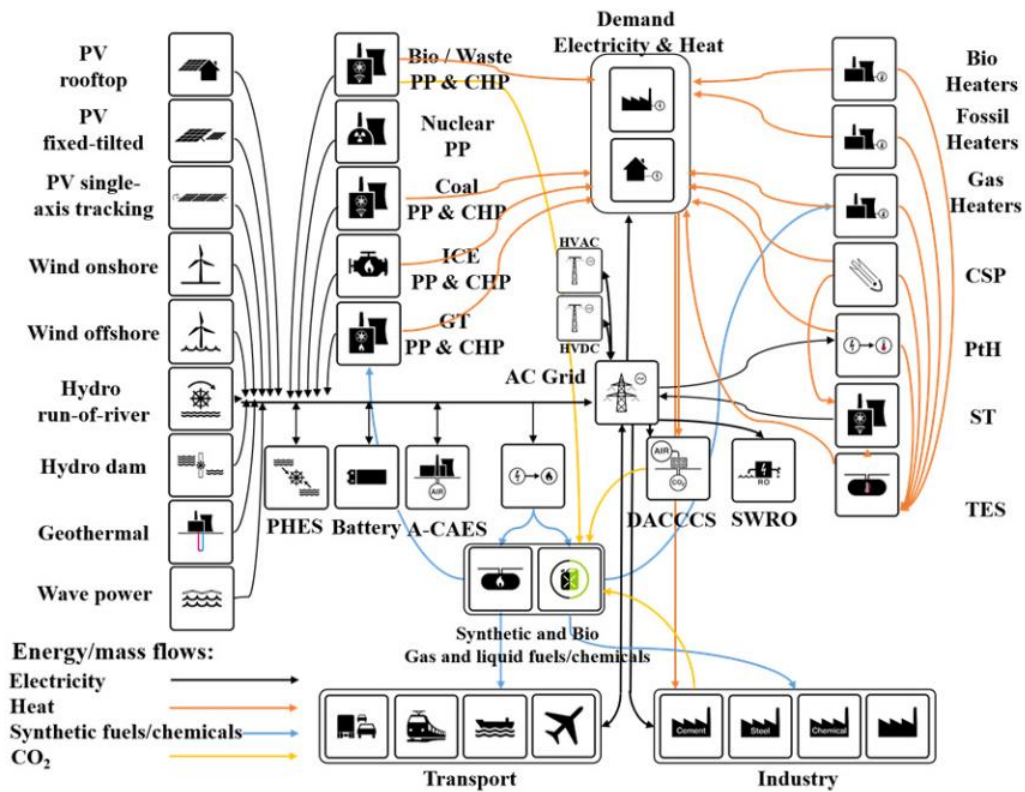 Demand
Electricity & Heat
PV
rooftop
PV
fixed-tilted
PV single-
axis tracking
Wind onshore
Wind offshore
Hydro
run-of-river
Hydro dam
Geothermal
Wave power
Bio / Waste
PP & CHP
Nuclear
PP
Coal
PP & CHP
ICE
PP & CHP
GT
PP & CHP
HVAC
HVDC
AC Grid
Bio
Heaters
Fossil
Heaters
Gas
Heaters
CSP
PtH
ST
TES
AIR
AIR
CO2
RO
PHES
Battery
A-CAES
DACCCS
SWRO
Synthetic and Bio
Gas and liquid fuels/chemicals
Energy/mass flows:
Electricity
Heat
Synthetic fuels/chemicals
CO₂
Cement
Steel
Chemical
Transport
Industry